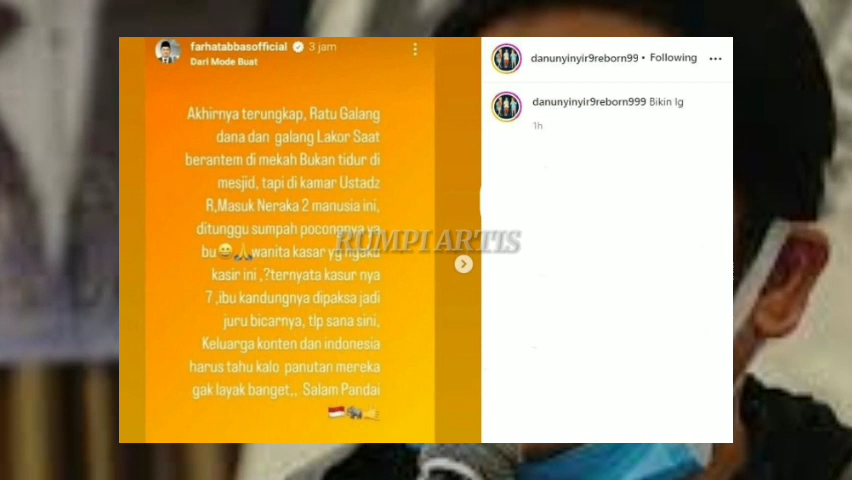 farhatabbasofficial 3 jam
Dari Mode Buat
Akhirnya terungkap, Ratu Galang
dana dan galang Lakor Saat
berantem di mekah Bukan tidur di
mesjid, tapi di kamar Ustadz
R,Masuk Neraka 2 manusia ini,
ditunggu sumpah pocongnya ya
bu😅🙏wanita kasar yg ngaku
kasir ini ,?ternyata kasur nya
7 ,ibu kandungnya dipaksa jadi
juru bicarnya, tlp sana sini,
Keluarga konten dan indonesia
harus tahu kalo panutan mereka
gak layak banget,, Salam Pandai
RUMPI ARTIS
danunyinyir9reborn99 • Following
danunyinyir9reborn999 Bikin Ig
1h